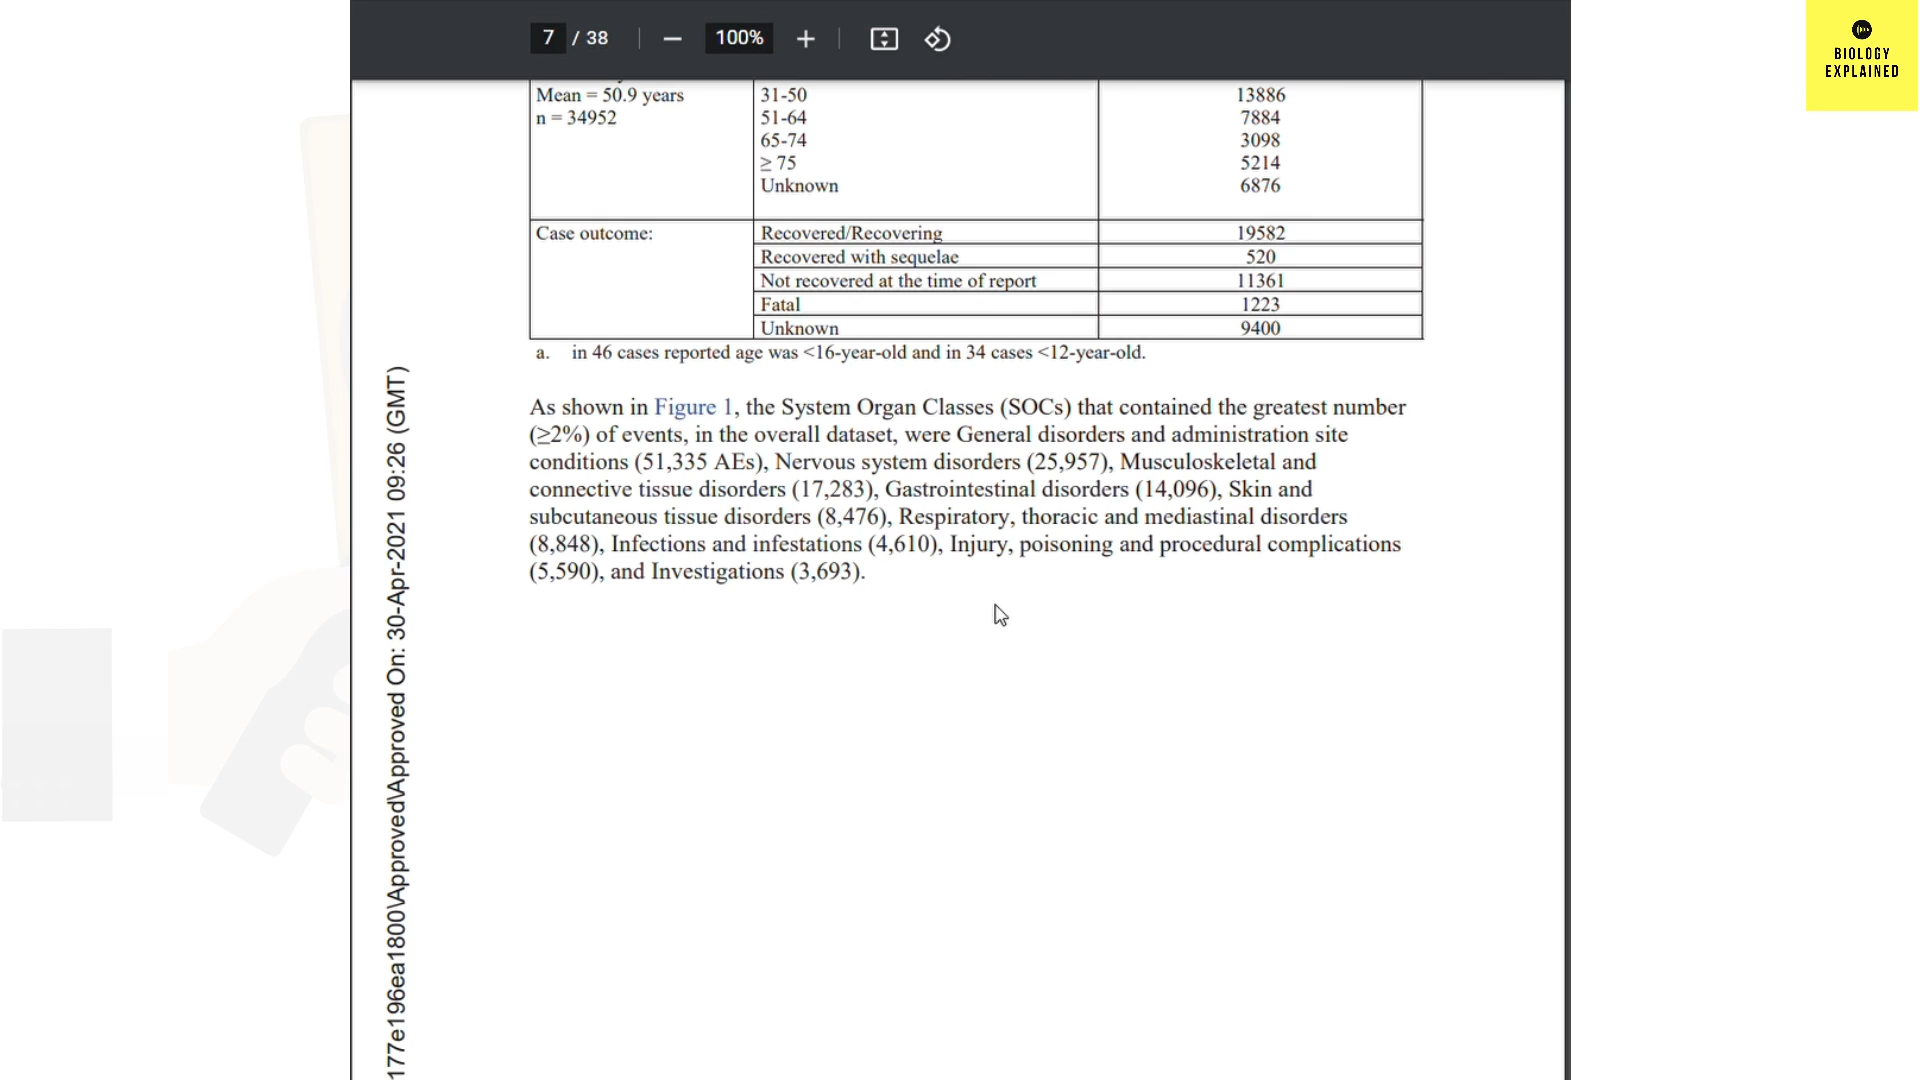 7 / 38
100%
BIOLOGY
EXPLAINED
Mean = 50.9 years
31-50
13886
n = 34952
51-64
7884
65-74
3098
≥ 75
5214
Unknown
6876
Case outcome:
Recovered/Recovering
19582
Recovered with sequelae
520
Not recovered at the time of report
11361
Fatal
1223
Unknown
9400
a. in 46 cases reported age was <16-year-old and in 34 cases <12-year-old.
As shown in Figure 1, the System Organ Classes (SOCs) that contained the greatest number
(≥2%) of events, in the overall dataset, were General disorders and administration site
conditions (51,335 AEs), Nervous system disorders (25,957), Musculoskeletal and
connective tissue disorders (17,283), Gastrointestinal disorders (14,096), Skin and
subcutaneous tissue disorders (8,476), Respiratory, thoracic and mediastinal disorders
(8,848), Infections and infestations (4,610), Injury, poisoning and procedural complications
(5,590), and Investigations (3,693).
177e196ea1800\Approved\Approved On: 30-Apr-2021 09:26 (GMT)